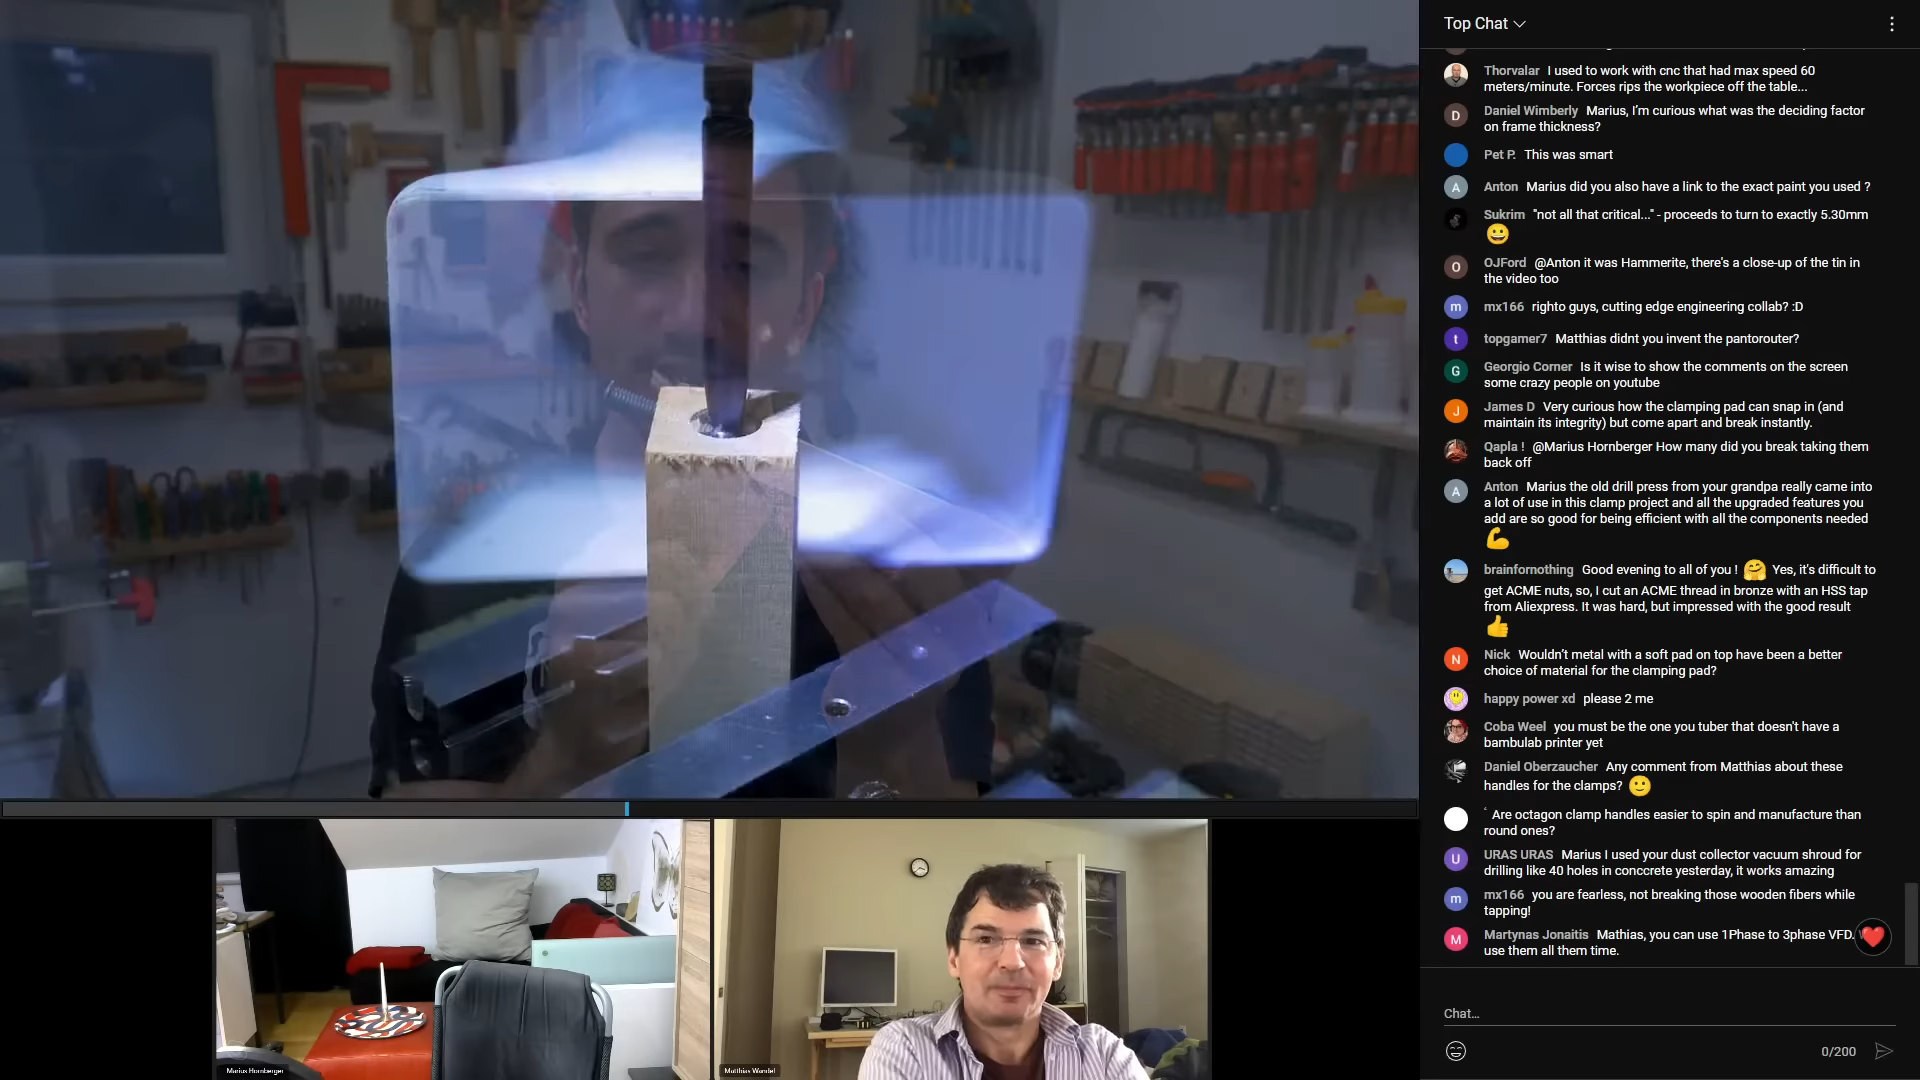 Top Chat
Thorvalar I used to work with cnc that had max speed 60
meters/minute. Forces rips the workpiece off the table...
D Daniel Wimberly Marius, I'm curious what was the deciding factor
on frame thickness?
Pet P. This was smart
A Anton Marius did you also have a link to the exact paint you used ?
Sukrim "not all that critical..." - proceeds to turn to exactly 5.30mm
😀
O OJFord @Anton it was Hammerite, there's a close-up of the tin in
the video too
m mx166 righto guys, cutting edge engineering collab? :D
t topgamer7 Matthias didnt you invent the pantorouter?
G Georgio Corner Is it wise to show the comments on the screen
some crazy people on youtube
J James D Very curious how the clamping pad can snap in (and
maintain its integrity) but come apart and break instantly.
Qapla ! @Marius Hornberger How many did you break taking them
back off
A Anton Marius the old drill press from your grandpa really came into
a lot of use in this clamp project and all the upgraded features you
add are so good for being efficient with all the components needed
💪
brainfornothing Good evening to all of you ! 🤗 Yes, it's difficult to
get ACME nuts, so, I cut an ACME thread in bronze with an HSS tap
from Aliexpress. It was hard, but impressed with the good result
👍
N Nick Wouldn't metal with a soft pad on top have been a better
choice of material for the clamping pad?
happy power xd please 2 me
Coba Weel you must be the one you tuber that doesn't have a
bambulab printer yet
Daniel Oberzaucher Any comment from Matthias about these
handles for the clamps? 🙂
Are octagon clamp handles easier to spin and manufacture than
round ones?
U URAS URAS Marius I used your dust collector vacuum shroud for
drilling like 40 holes in conccrete yesterday, it works amazing
m mx166 you are fearless, not breaking those wooden fibers while
tapping!
M Martynas Jonaitis Mathias, you can use 1Phase to 3phase VFD.
use them all them time.
Chat...
0/200
Marius Hornberger
Matthias Wandel